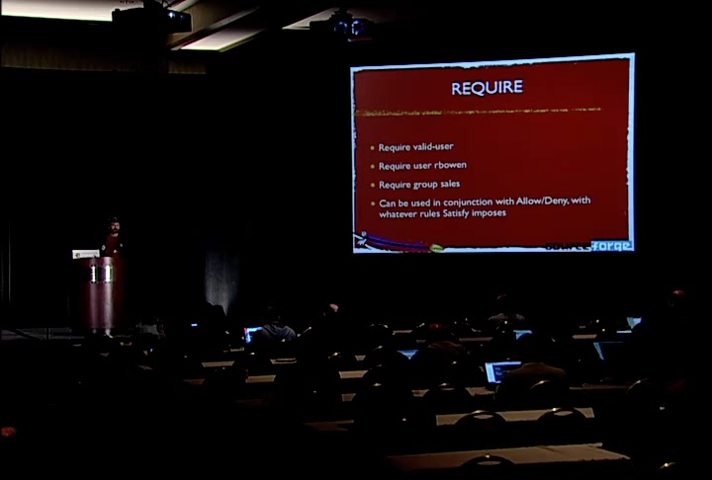 REQUIRE
Require valid-user
Require user rbowen
Require group sales
Can be used in conjunction with Allow/Deny, with
whatever rules Satisfy imposes
sourceforge